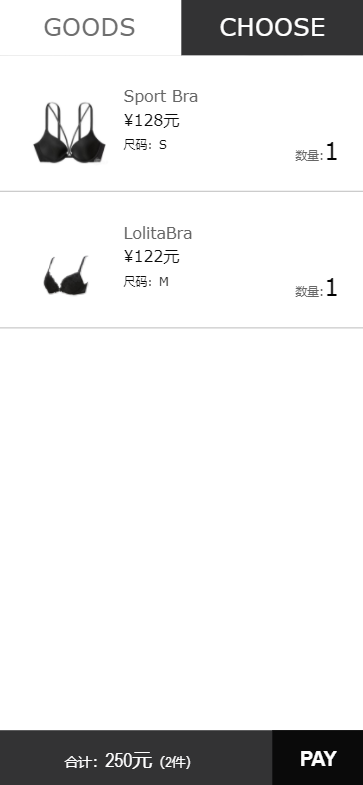 GOODS
CHOOSE
Sport Bra
¥128元
尺码：S
数量:1
LolitaBra
¥122元
尺码：M
数量:1
合计：250元（2件）
PAY